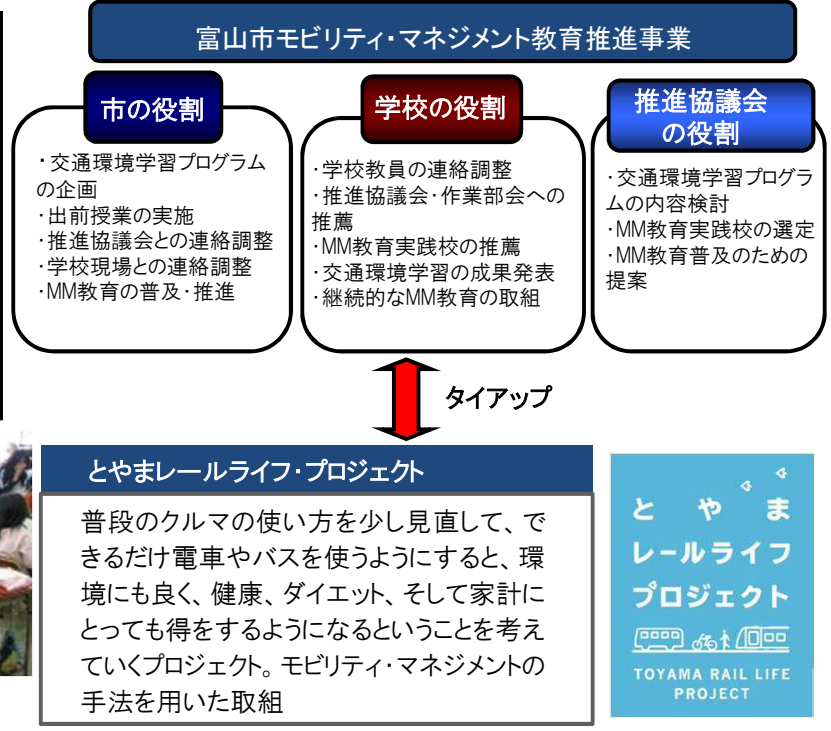 富山市モビリティ・マネジメント教育推進事業
市の役割
・交通環境学習プログラム
の企画
・出前授業の実施
・推進協議会との連絡調整
・学校現場との連絡調整
・MM教育の普及・推進
学校の役割
・学校教員の連絡調整
・推進協議会・作業部会への
推薦
・MM教育実践校の推薦
・交通環境学習の成果発表
・継続的なMM教育の取組
推進協議会
の役割
・交通環境学習プログラ
ムの内容検討
・MM教育実践校の選定
・MM教育普及のための
提案
タイアップ
とやまレールライフ・プロジェクト
普段のクルマの使い方を少し見直して、で
きるだけ電車やバスを使うようにすると、環
境にも良く、健康、ダイエット、そして家計に
とっても得をするようになるということを考え
ていくプロジェクト。モビリティ・マネジメントの
手法を用いた取組
とやま
レールライフ
プロジェクト
TOYAMA RAIL LIFE
PROJECT